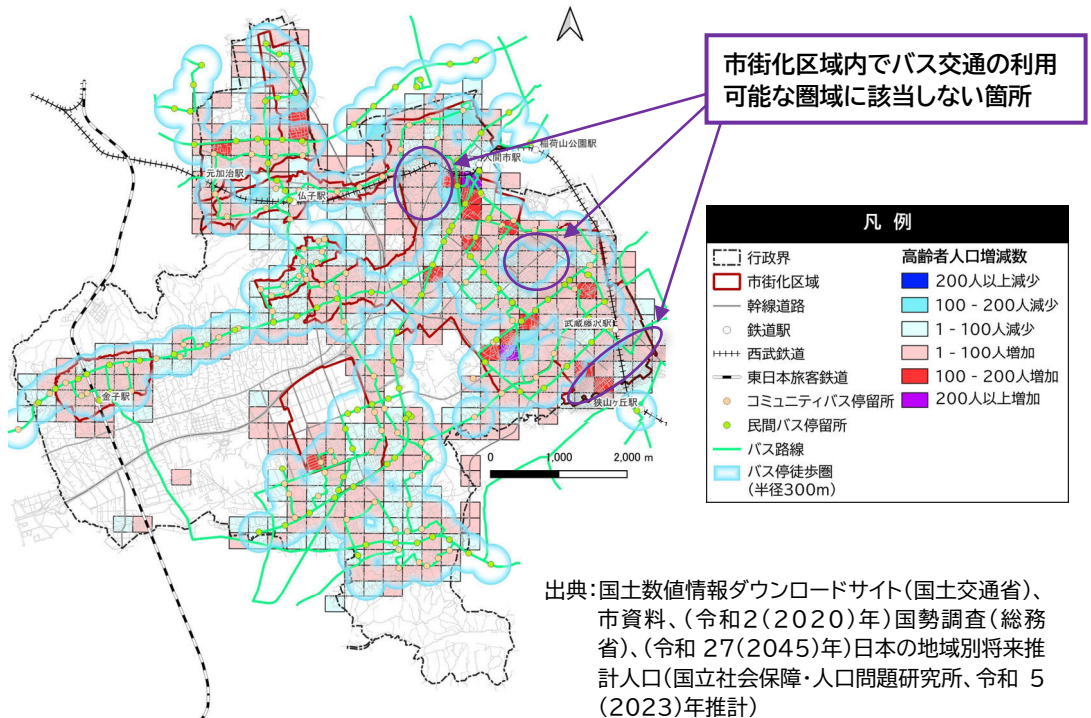 市街化区域内でバス交通の利用
可能な圏域に該当しない箇所
稲荷山公園駅
入間市駅
元加治駅
仏子駅
武蔵藤沢駅
狭山ヶ丘駅
金子駅
0 1,000 2,000 m
凡 例
行政界
市街化区域
幹線道路
鉄道駅
西武鉄道
東日本旅客鉄道
コミュニティバス停留所
民間バス停留所
バス路線
バス停徒歩圏
(半径300m)
高齢者人口増減数
200人以上減少
100 - 200人減少
1 - 100人減少
1 - 100人増加
100 - 200人増加
200人以上増加
出典:国土数値情報ダウンロードサイト(国土交通省)、
市資料、(令和2(2020)年)国勢調査(総務
省)、(令和 27(2045)年)日本の地域別将来推
計人口(国立社会保障・人口問題研究所、令和 5
(2023)年推計)